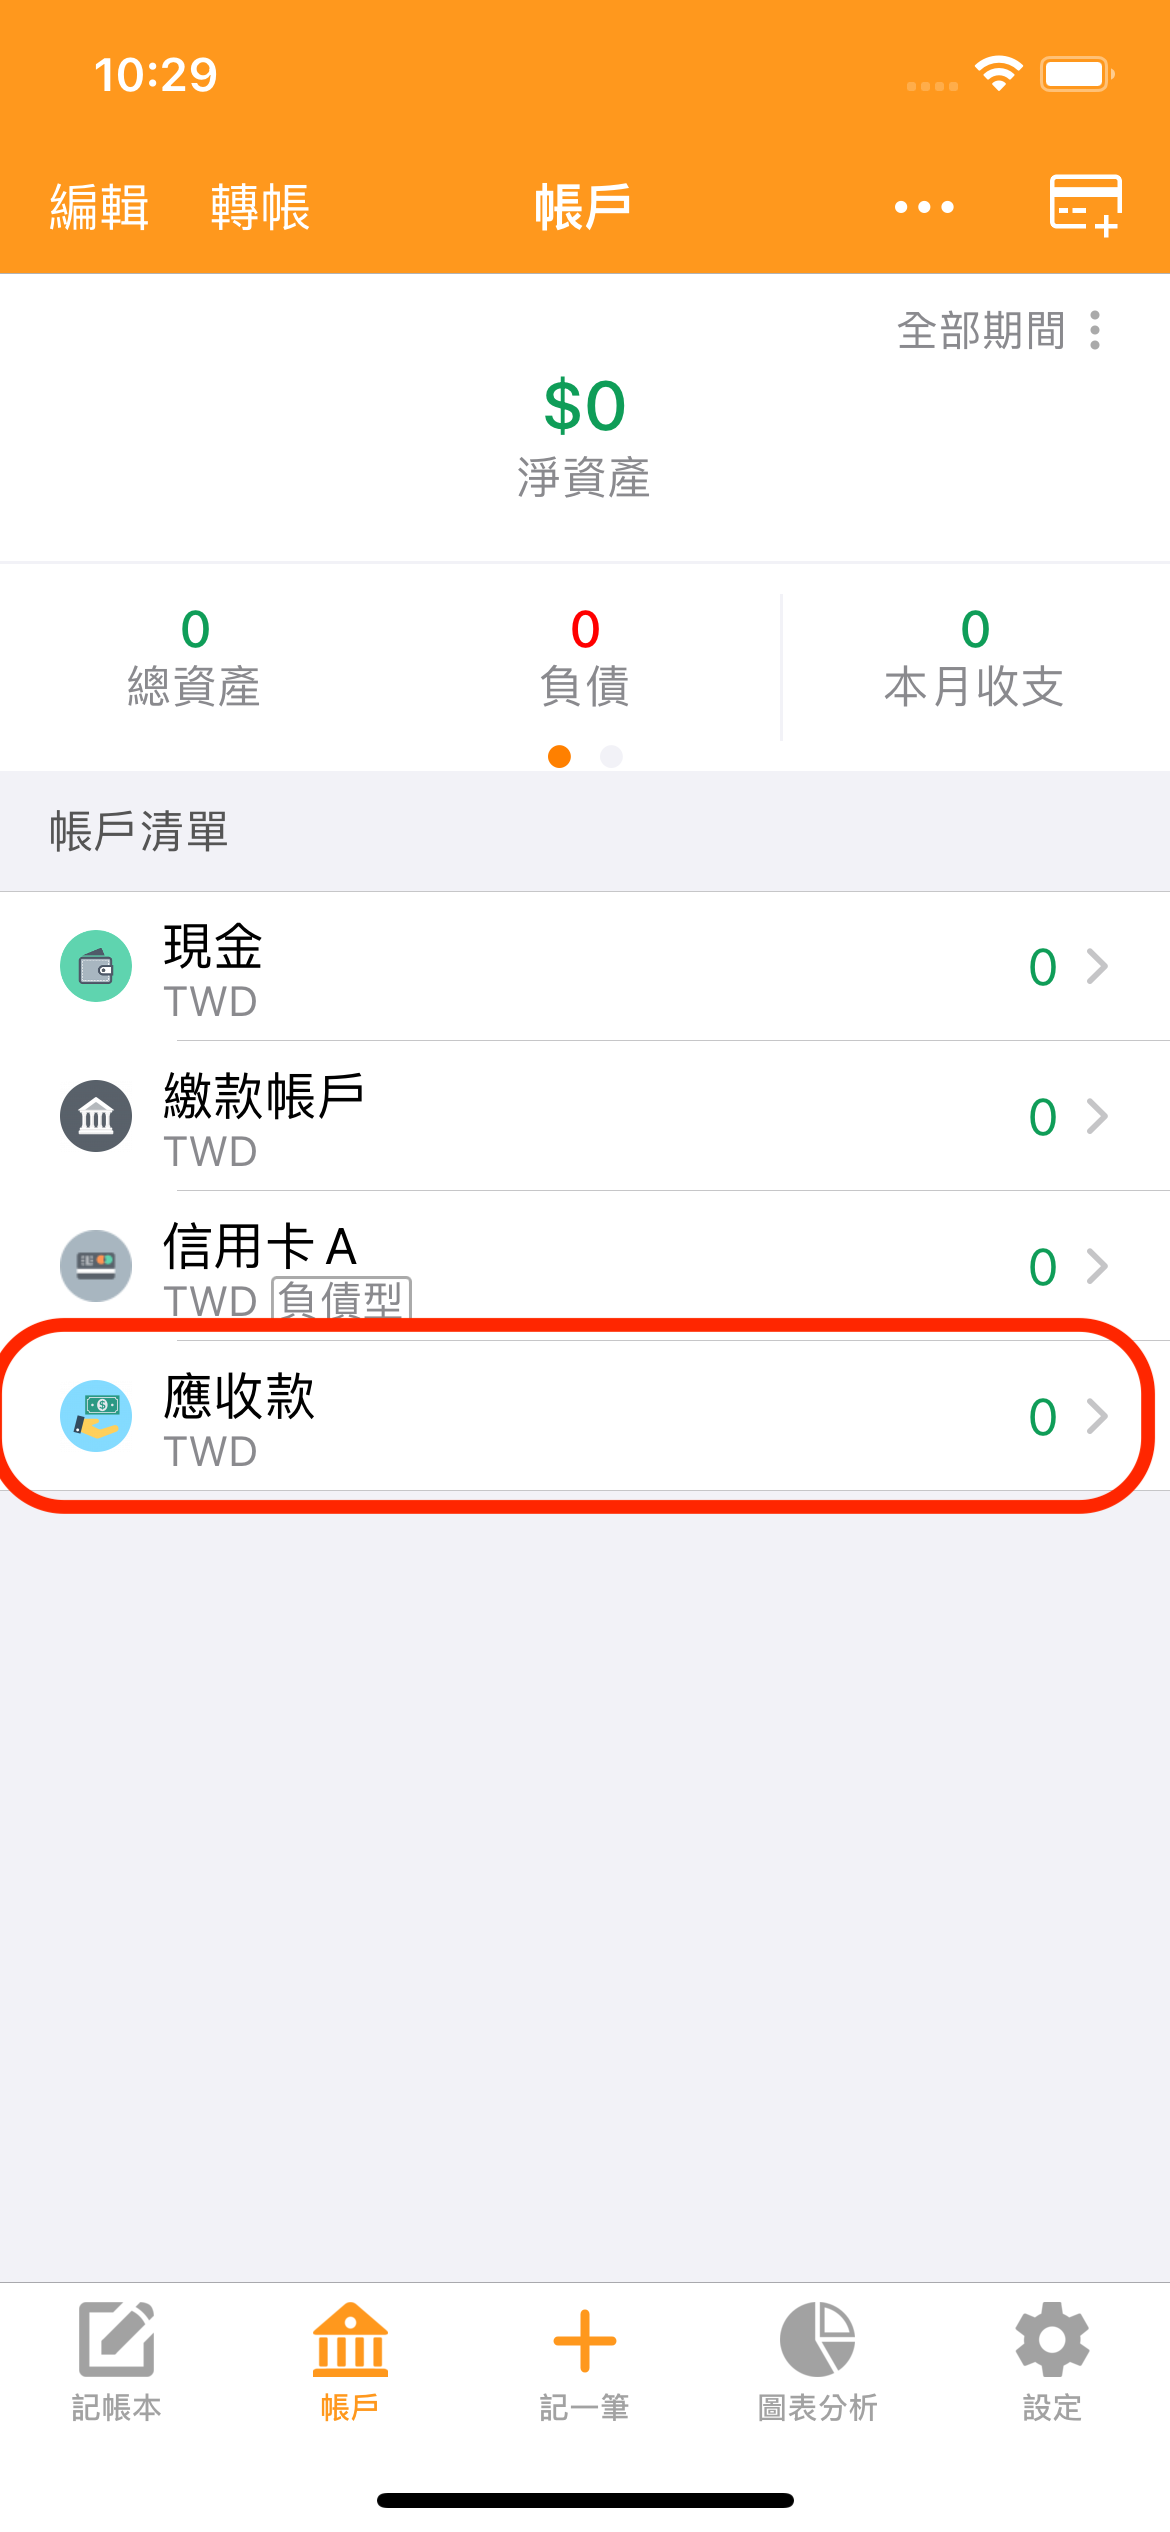 10:29
編輯 轉帳 帳戶
全部期間
$0
淨資產
0 0 0
總資產 負債 本月收支
帳戶清單
現金
TWD
0
繳款帳戶
TWD
0
信用卡 A
TWD 負債型
0
應收款
TWD
0
記帳本 帳戶 記一筆 圖表分析 設定